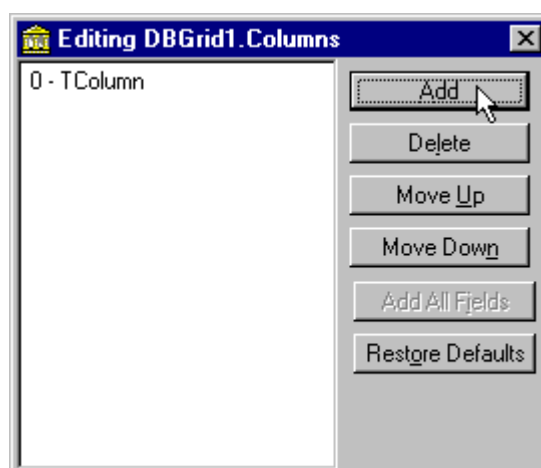 Editing DBGrid1.Columns
0 - TColumn
Add
Delete
Move Up
Move Down
Add All Fields
Restore Defaults